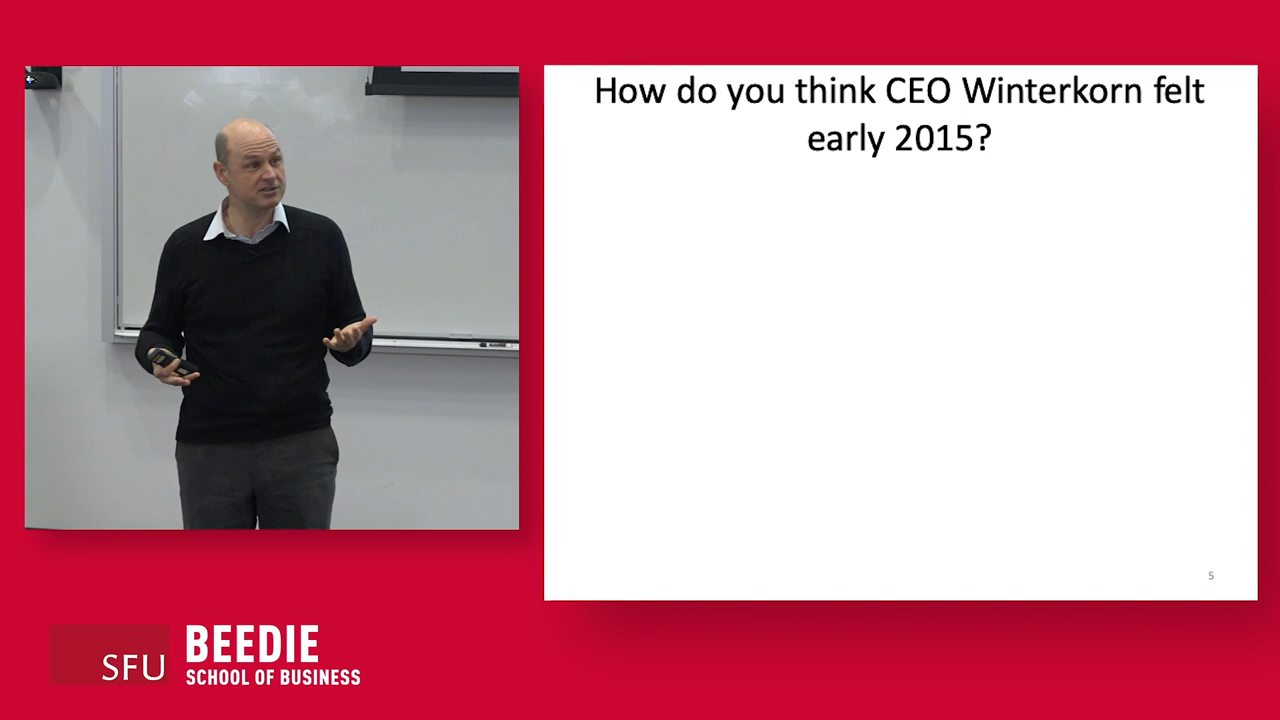 How do you think CEO Winterkorn felt
early 2015?
5
SFU
BEEDIE
SCHOOL OF BUSINESS